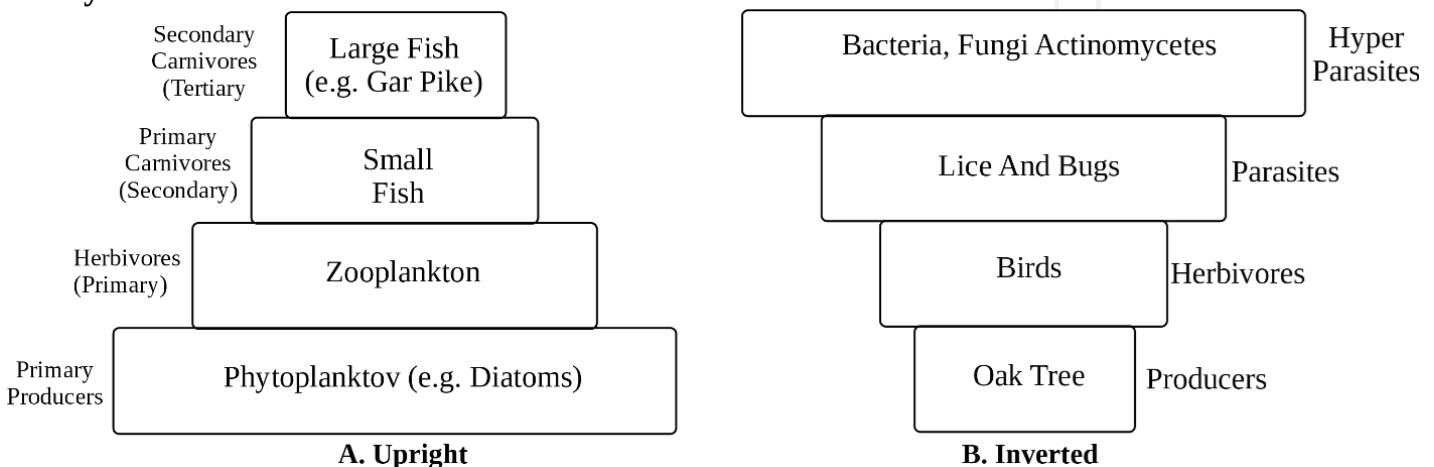 Secondary
Carnivores
(Tertiary
Large Fish
(e.g. Gar Pike)
Primary
Carnivores
(Secondary)
Small
Fish
Herbivores
(Primary)
Zooplankton
Primary
Producers
Phytoplanktov (e.g. Diatoms)
A. Upright
Bacteria, Fungi Actinomycetes
Hyper
Parasites
Lice And Bugs
Parasites
Birds
Herbivores
Oak Tree
Producers
B. Inverted